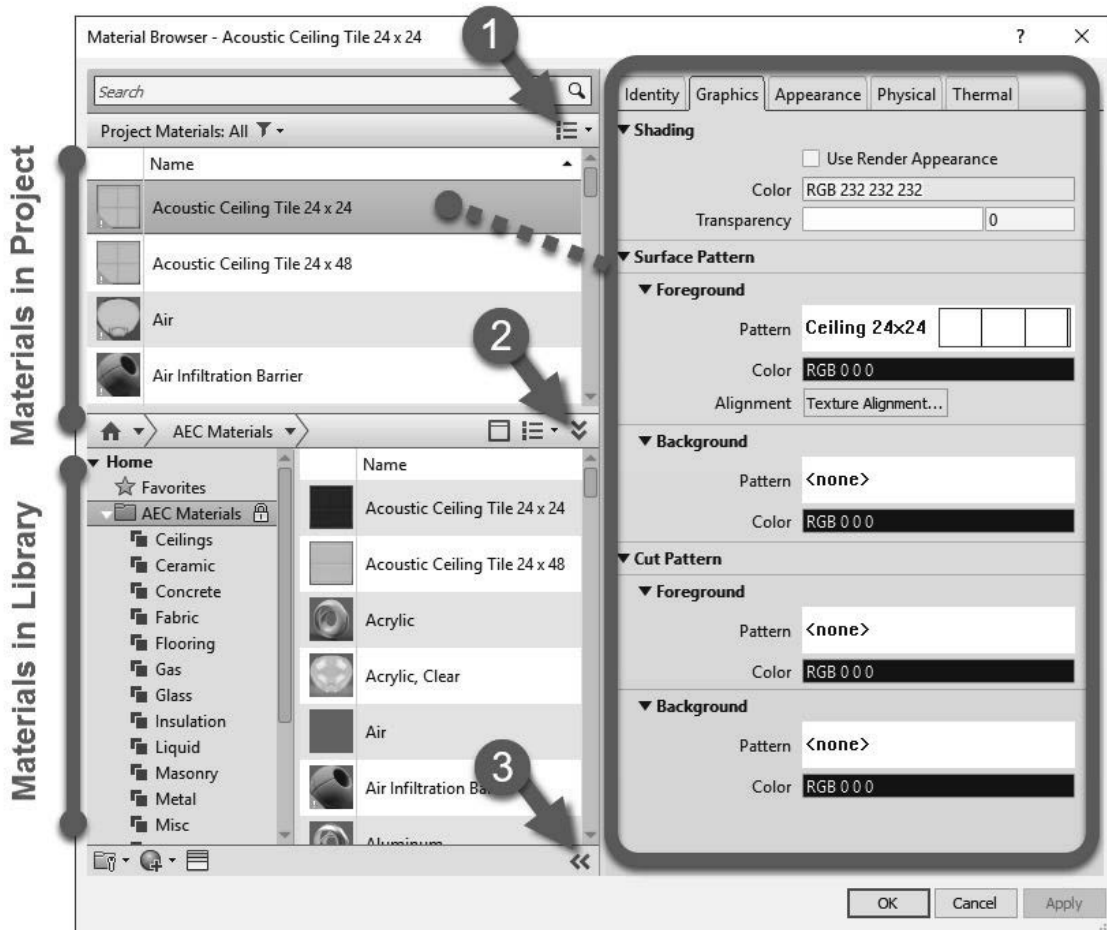 Material Browser - Acoustic Ceiling Tile 24 x 24
?
1
Search
Project Materials: All
Name
Acoustic Ceiling Tile 24 x 24
Acoustic Ceiling Tile 24 x 48
Air
Air Infiltration Barrier
Materials in Project
2
AEC Materials
Home
Favorites
AEC Materials
Ceilings
Ceramic
Concrete
Fabric
Flooring
Gas
Glass
Insulation
Liquid
Masonry
Metal
Misc
Materials in Library
Name
Acoustic Ceiling Tile 24 x 24
Acoustic Ceiling Tile 24 x 48
Acrylic
Acrylic, Clear
Air
Air Infiltration Ba
Aluminum
3
Identity Graphics Appearance Physical Thermal
Shading
Use Render Appearance
Color RGB 232 232 232
Transparency 0
Surface Pattern
Foreground
Pattern Ceiling 24x24
Color RGB 0 0 0
Alignment Texture Alignment...
Background
Pattern <none>
Color RGB 0 0 0
Cut Pattern
Foreground
Pattern <none>
Color RGB 0 0 0
Background
Pattern <none>
Color RGB 0 0 0
OK Cancel Apply